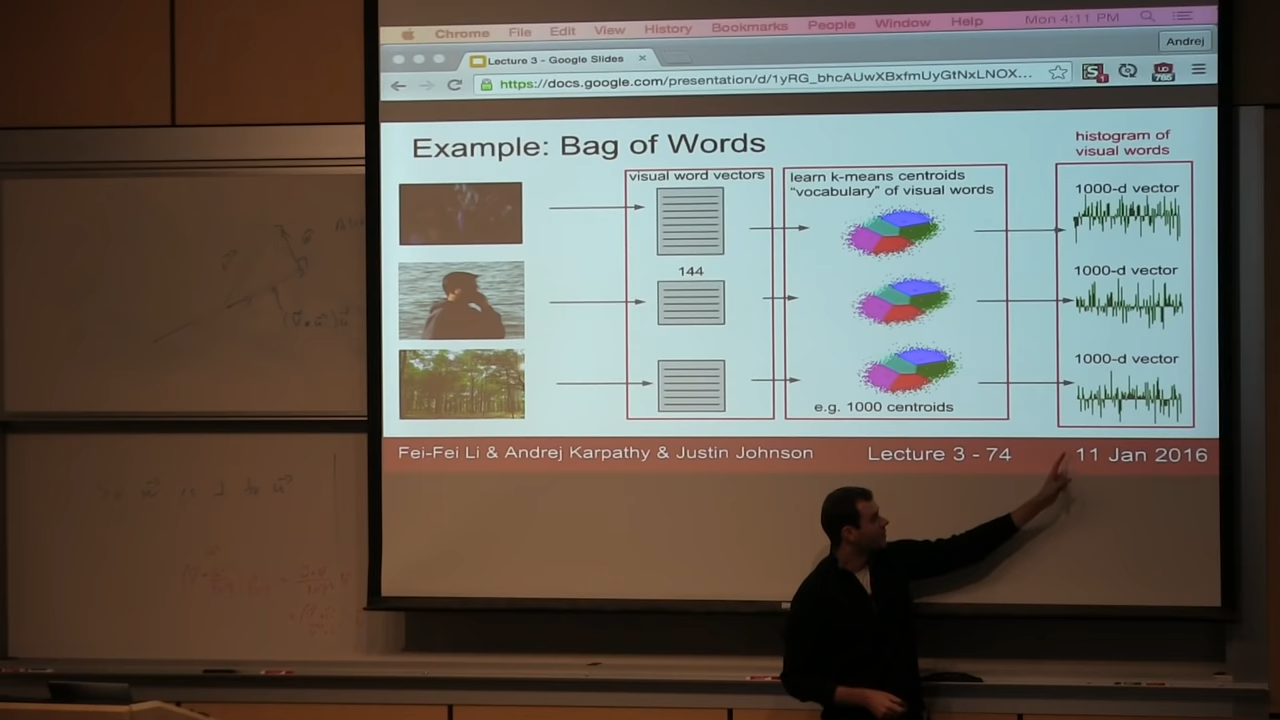 Chrome File Edit View History Bookmarks People Window Help Mon 4:11 PM
Lecture 3 - Google Slides
Andrej
https://docs.google.com/presentation/d/1yRG_bhcAUwXBxfmUyGtNxLNOX...
Example: Bag of Words
histogram of
visual words
visual word vectors
learn k-means centroids
"vocabulary" of visual words
1000-d vector
144
1000-d vector
1000-d vector
e.g. 1000 centroids
Fei-Fei Li & Andrej Karpathy & Justin Johnson Lecture 3 - 74 11 Jan 2016